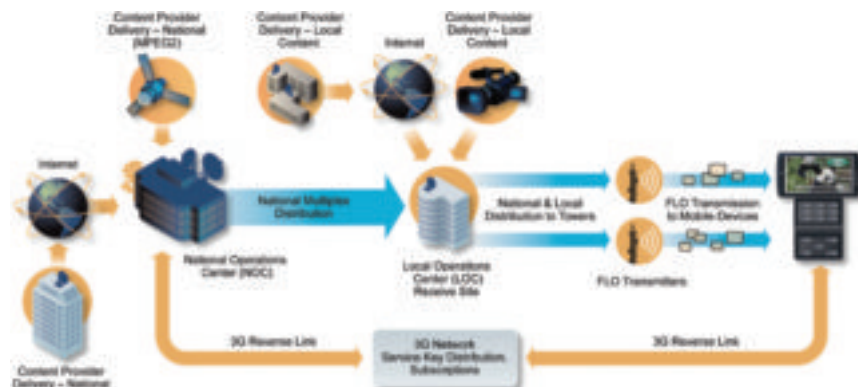 Content Provider
Delivery – National
(MPEG2)
Content Provider
Delivery – Local
Content
Internet
Content Provider
Delivery – Local
Content
Internet
National Multiplex
Distribution
National & Local
Distribution to Towers
FLO Transmission
to Mobile Devices
National Operations
Center (NOC)
Local Operations
Center (LOC)
Receive Site
FLO Transmitters
3G Reverse Link
3G Network
Service Key Distribution,
Subscriptions
3G Reverse Link
Content Provider
Delivery – National